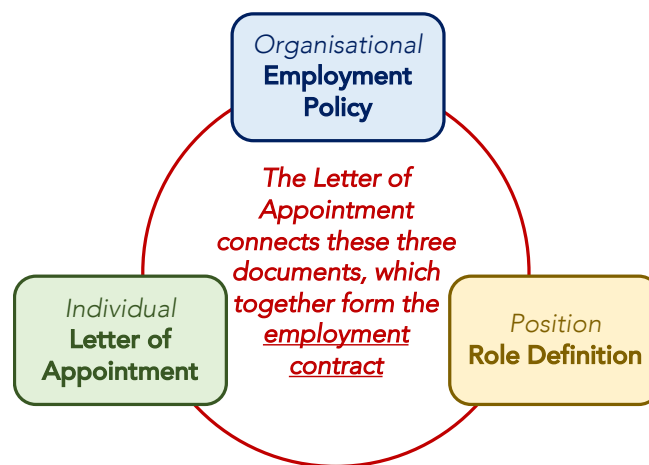 Organisational
Employment
Policy
The Letter of
Appointment
connects these three
documents, which
together form the
employment
contract
Individual
Letter of
Appointment
Position
Role Definition